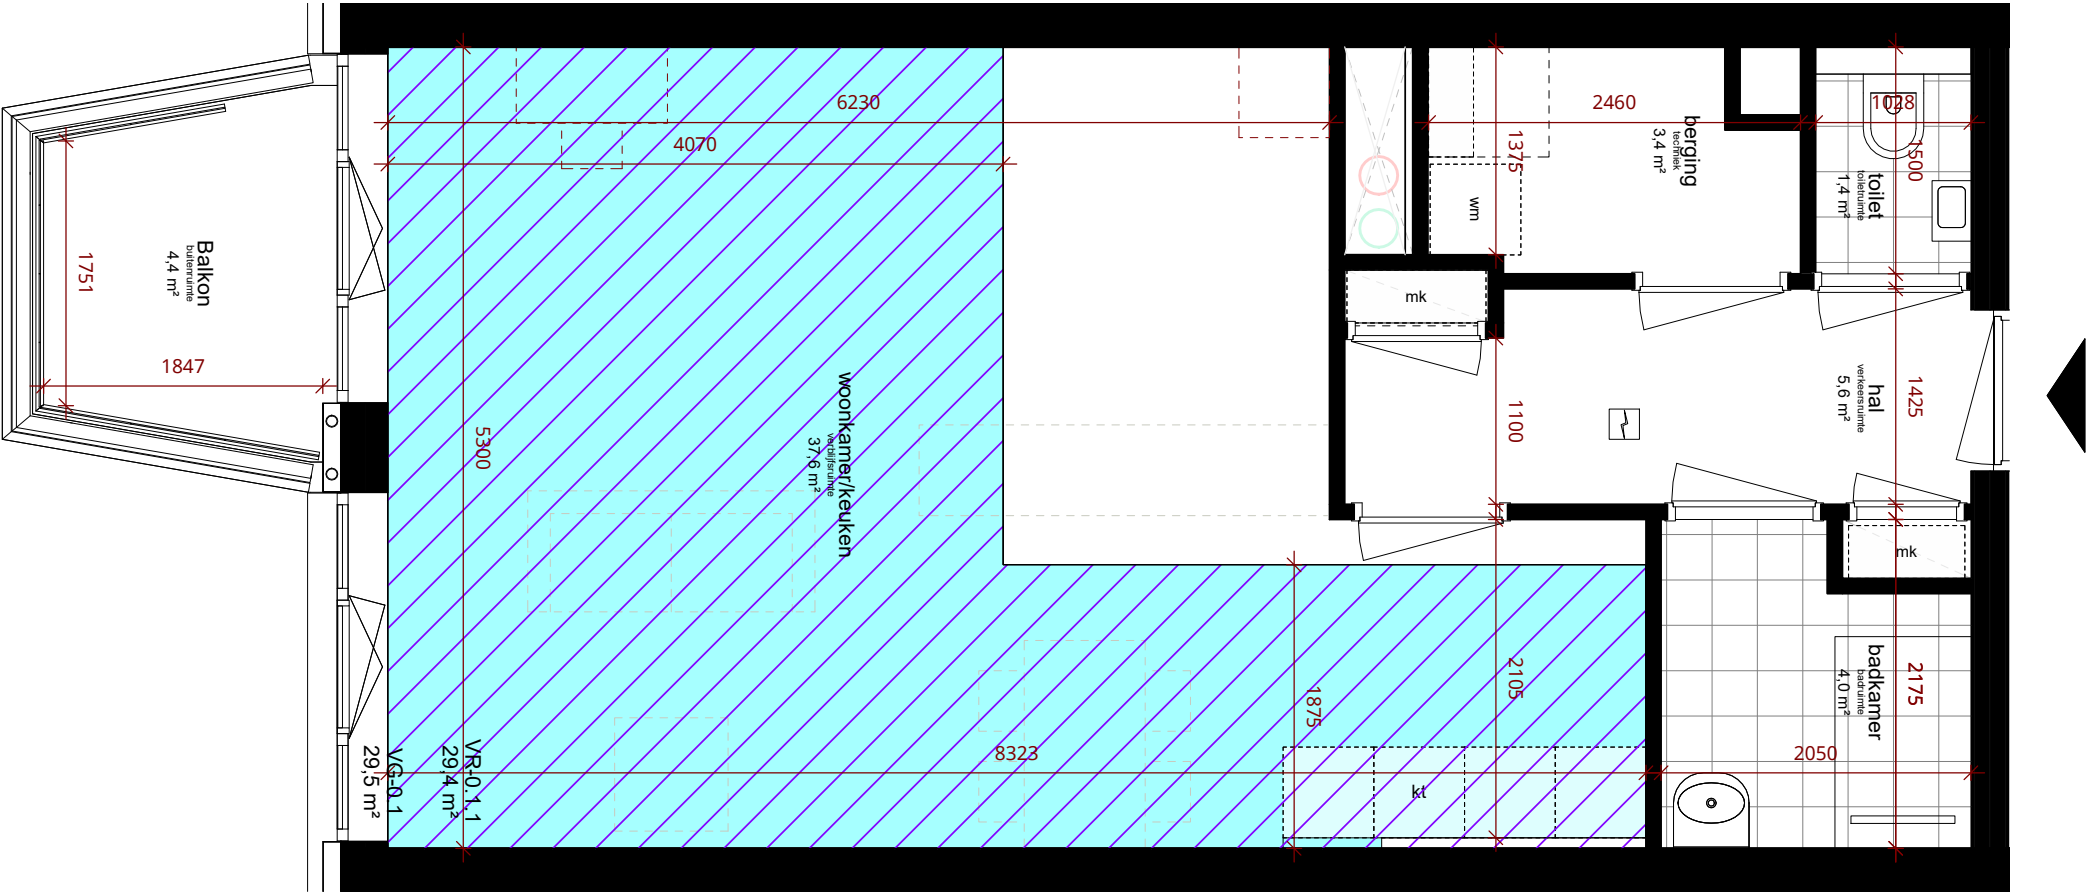 6230
4070
2460
1028
1375
1500
berging
techniek
3,4 m²
toilet
toiletruimte
1,4 m²
wm
Balkon
buitenruimte
4,4 m²
1751
1847
mk
hal
verkeersruimte
5,6 m²
1425
1100
5300
woonkamer/keuken
verblijfsruimte
37,6 m²
mk
badkamer
badruimte
4,0 m²
2175
2105
1875
8323
2050
kt
VR-0.1.1
29,4 m²
VG-0.1
29,5 m²